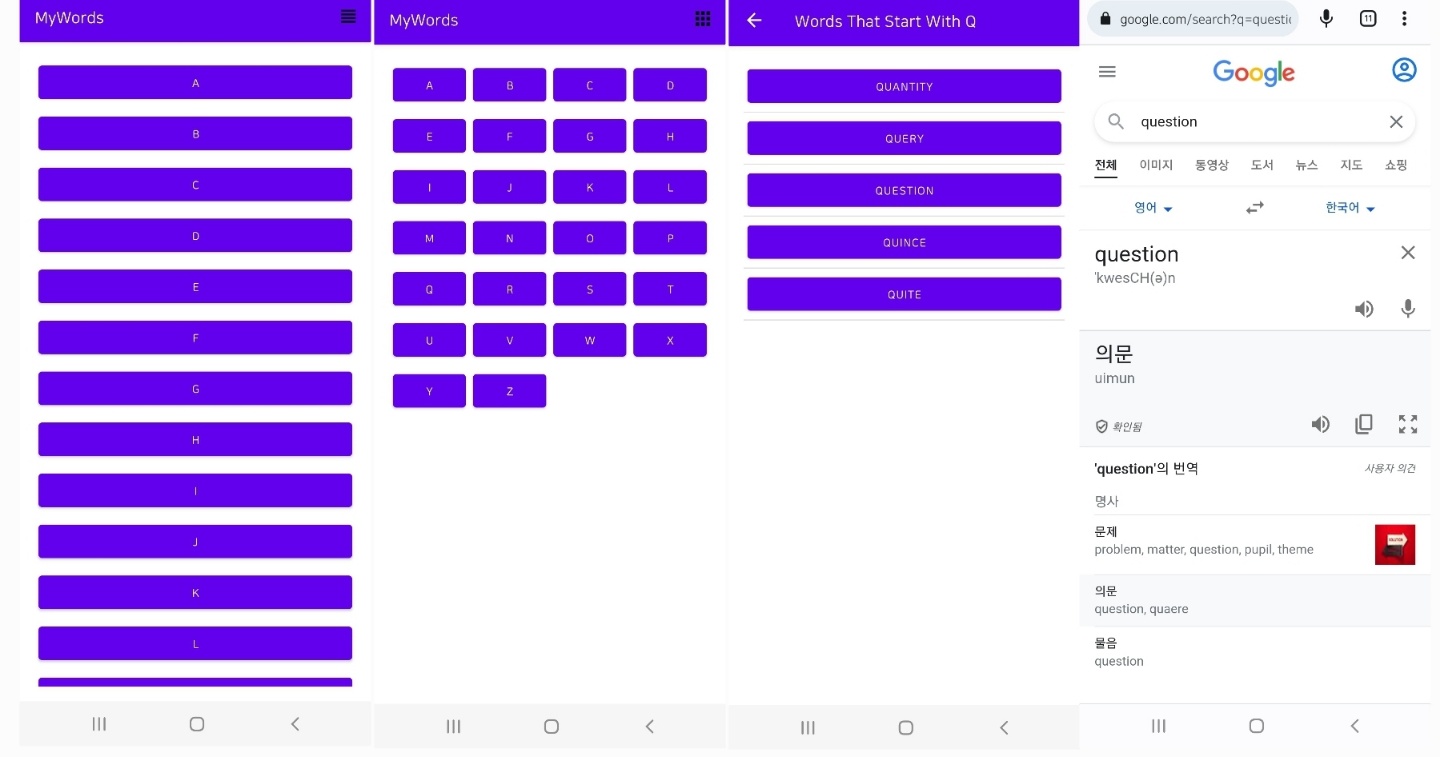 MyWords
A
B
C
D
E
F
G
H
I
J
K
L
MyWords
A B C D
E F G H
I J K L
M N O P
Q R S T
U V W X
Y Z
Words That Start With Q
QUANTITY
QUERY
QUESTION
QUINCE
QUITE
google.com/search?q=questi
11
Google
question
전체 이미지 동영상 도서 뉴스 지도 쇼핑
영어 한국어
question
ˈkwesCH(ə)n
의문
uimun
확인됨
'question'의 번역 사용자 의견
명사
문제
problem, matter, question, pupil, theme
의문
question, quaere
물음
question